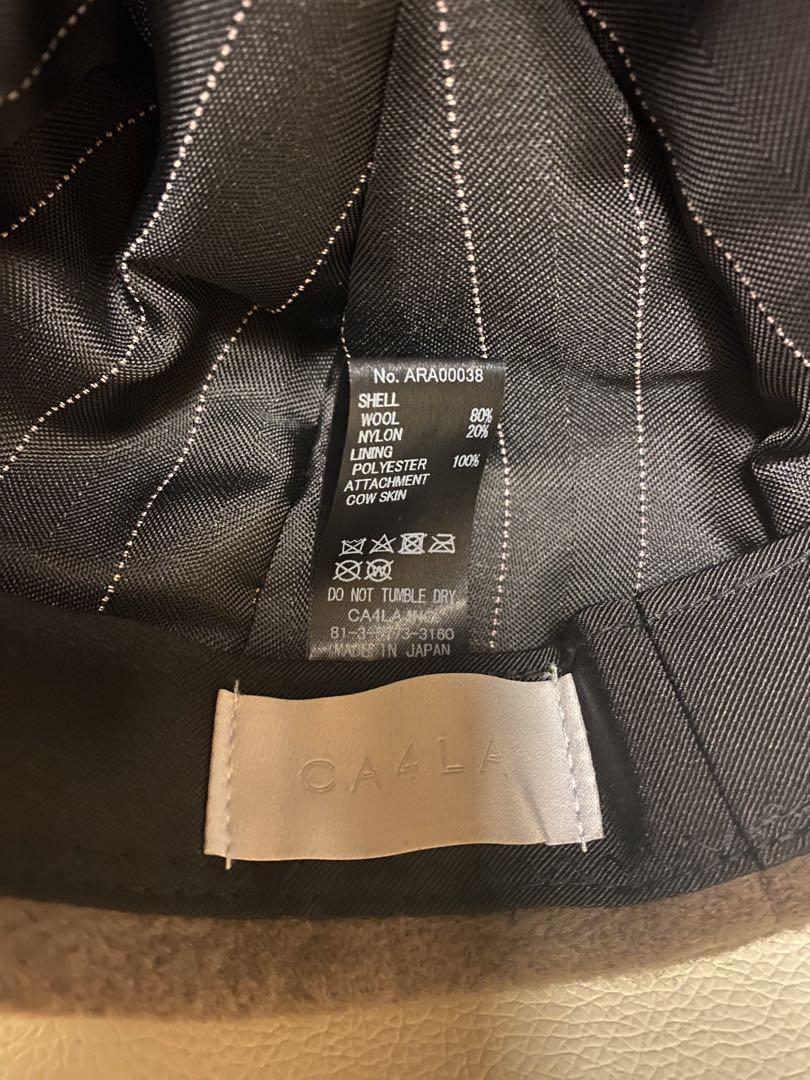 No. ARA00038
SHELL
WOOL 80%
NYLON 20%
LINING
POLYESTER 100%
ATTACHMENT
COW SKIN
DO NOT TUMBLE DRY
CA4LA INC.
MADE IN JAPAN
CA4LA